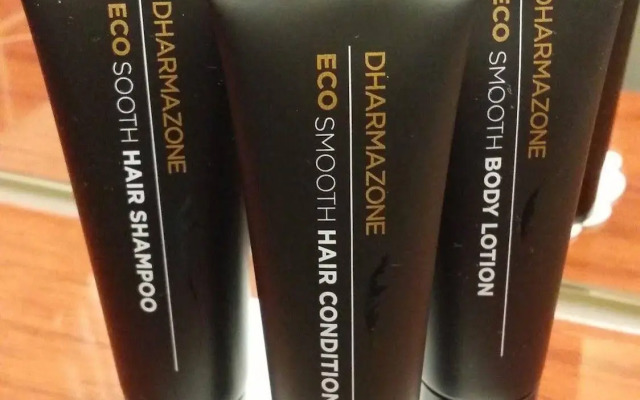 DHARMAZONE
ECO SOOTH HAIR SHAMPOO
DHARMAZONE
ECO SMOOTH HAIR CONDITION
DHARMAZONE
ECO SMOOTH BODY LOTION